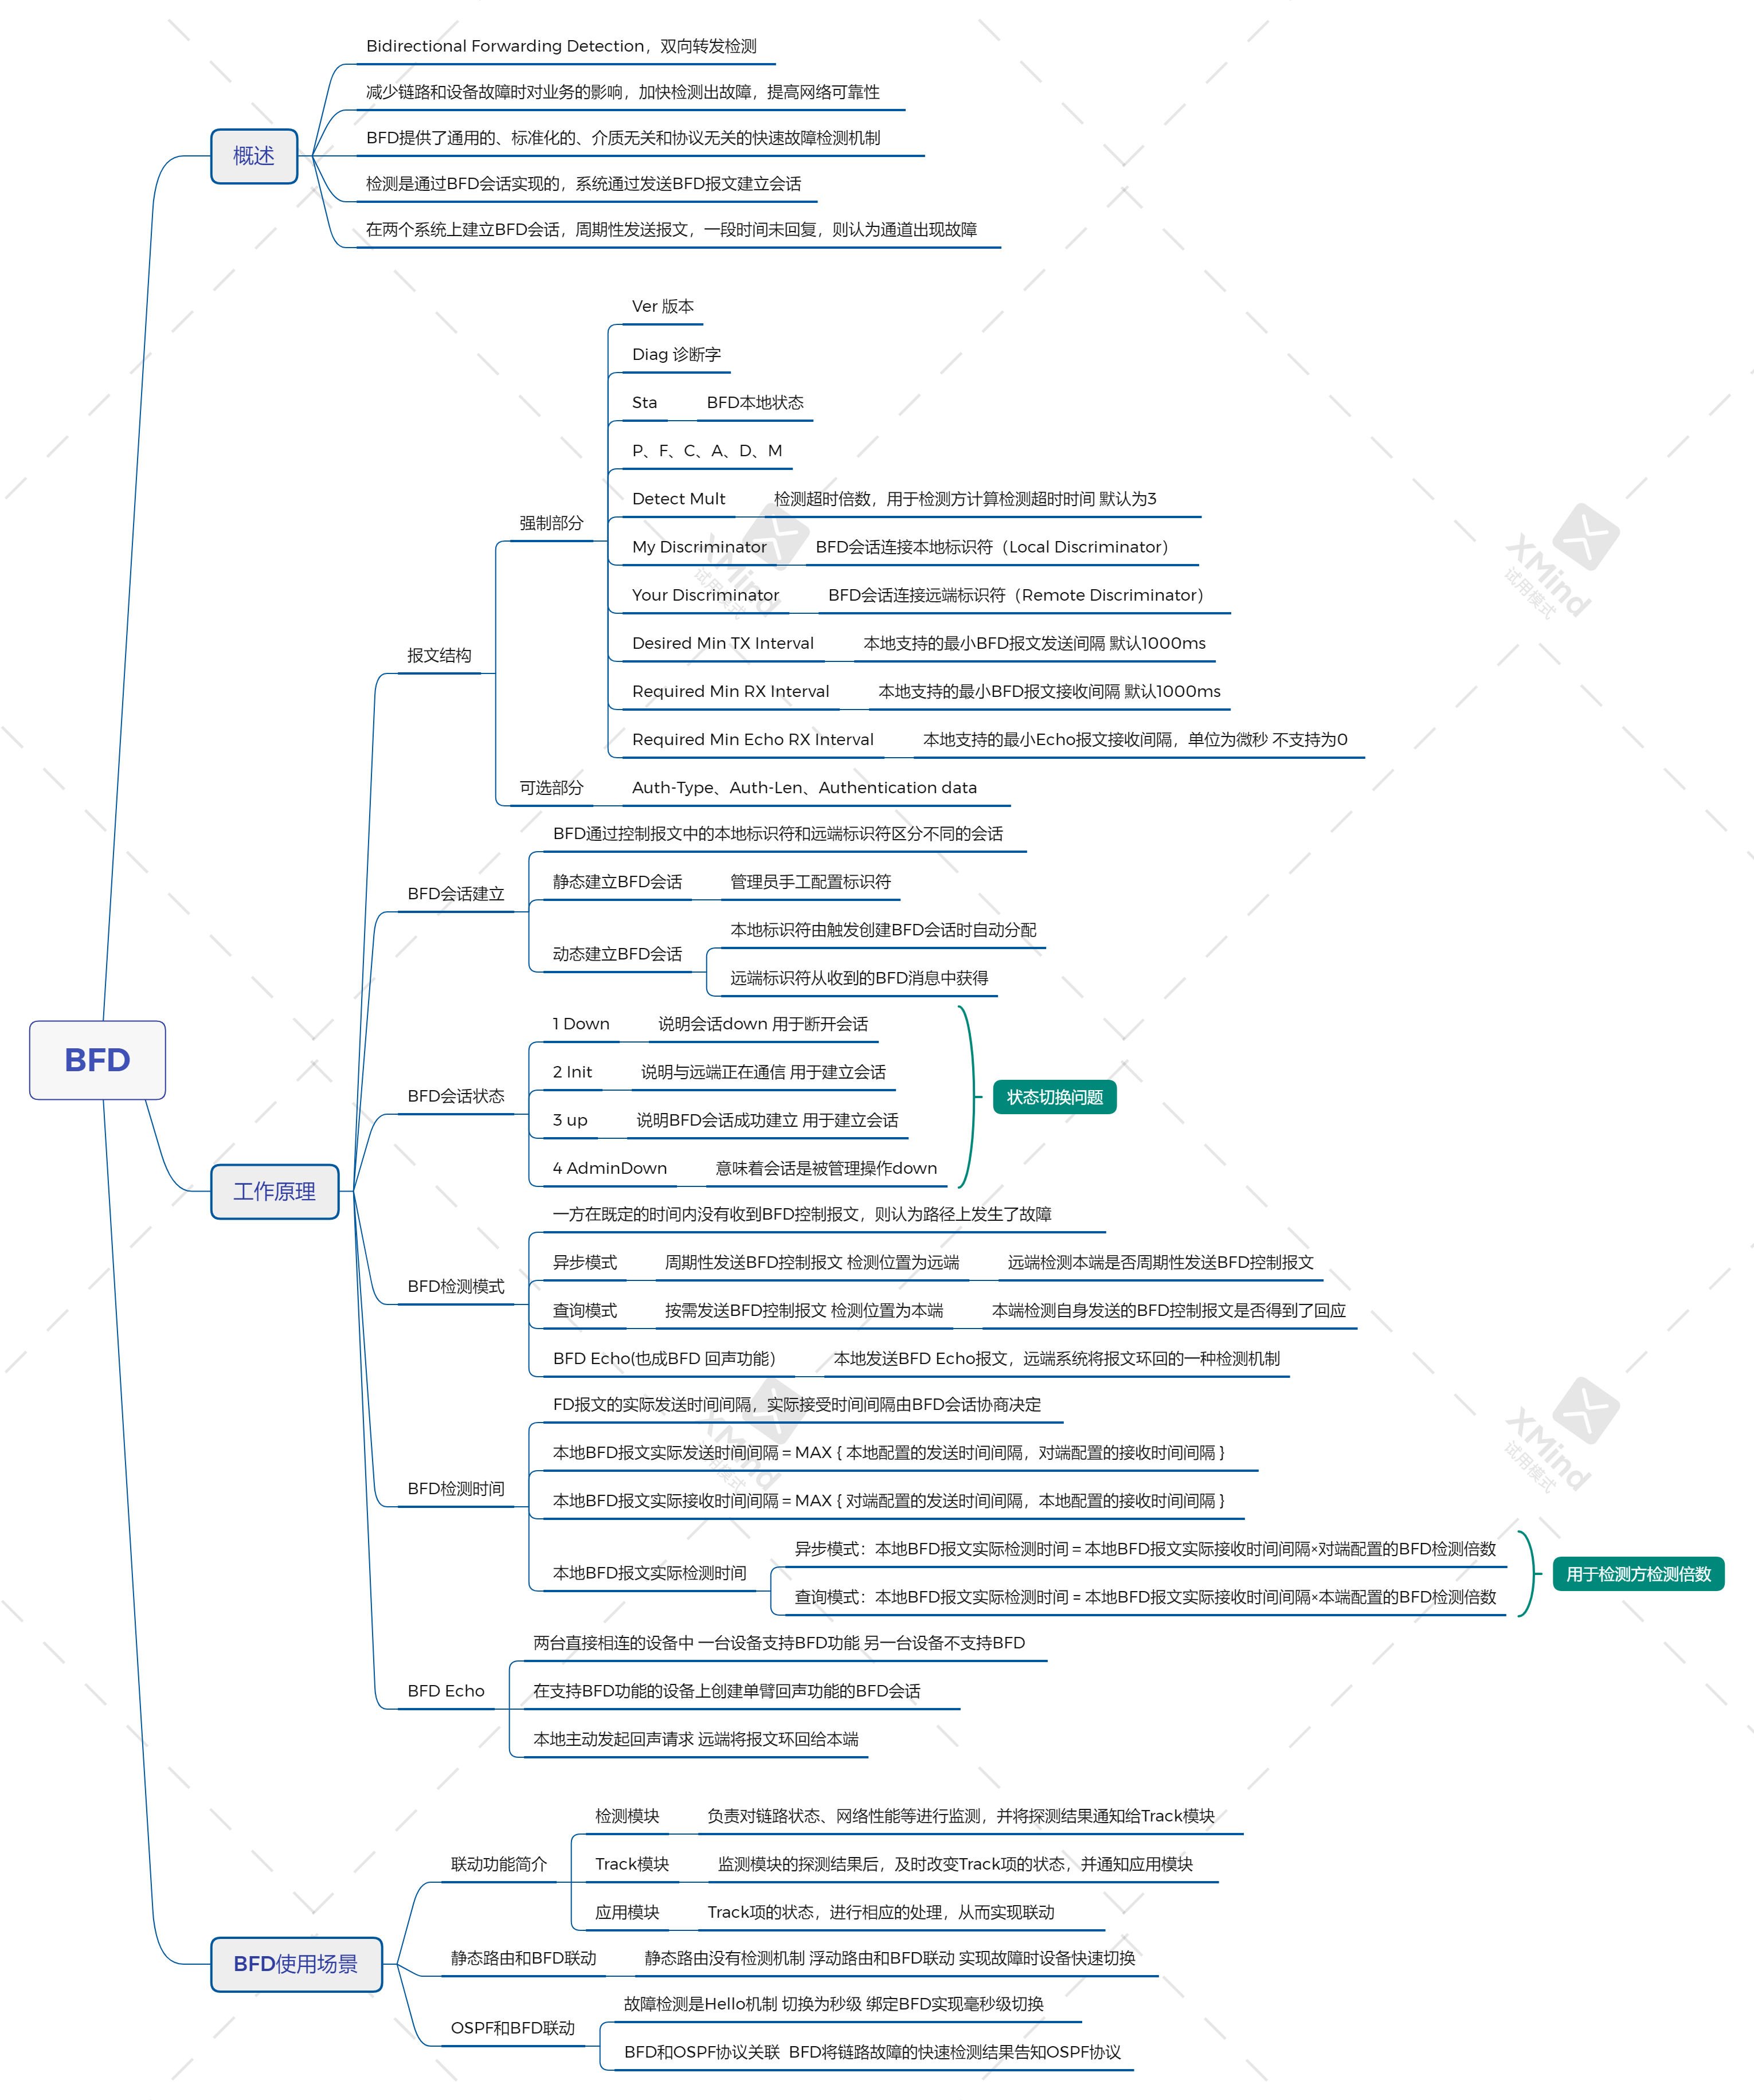 Bidirectional Forwarding Detection，双向转发检测
减少链路和设备故障时对业务的影响，加快检测出故障，提高网络可靠性
BFD提供了通用的、标准化的、介质无关和协议无关的快速故障检测机制
概述
检测是通过BFD会话实现的，系统通过发送BFD报文建立会话
在两个系统上建立BFD会话，周期性发送报文，一段时间未回复，则认为通道出现故障
Ver 版本
Diag 诊断字
Sta
BFD本地状态
P、F、C、A、D、M
Detect Mult
检测超时倍数，用于检测方计算检测超时时间 默认为3
强制部分
My Discriminator
BFD会话连接本地标识符（Local Discriminator）
Your Discriminator
BFD会话连接远端标识符（Remote Discriminator）
Desired Min TX Interval
本地支持的最小BFD报文发送间隔 默认1000ms
报文结构
Required Min RX Interval
本地支持的最小BFD报文接收间隔 默认1000ms
Required Min Echo RX Interval
本地支持的最小Echo报文接收间隔，单位为微秒 不支持为0
可选部分
Auth-Type、Auth-Len、Authentication data
BFD通过控制报文中的本地标识符和远端标识符区分不同的会话
BFD会话建立
静态建立BFD会话
管理员手工配置标识符
动态建立BFD会话
本地标识符由触发创建BFD会话时自动分配
远端标识符从收到的BFD消息中获得
BFD
1 Down
说明会话down 用于断开会话
2 Init
说明与远端正在通信 用于建立会话
BFD会话状态
状态切换问题
3 up
说明BFD会话成功建立 用于建立会话
4 AdminDown
意味着会话是被管理操作down
工作原理
一方在既定的时间内没有收到BFD控制报文，则认为路径上发生了故障
异步模式
周期性发送BFD控制报文 检测位置为远端
远端检测本端是否周期性发送BFD控制报文
BFD检测模式
查询模式
按需发送BFD控制报文 检测位置为本端
本端检测自身发送的BFD控制报文是否得到了回应
BFD Echo(也成BFD 回声功能）
本地发送BFD Echo报文，远端系统将报文环回的一种检测机制
FD报文的实际发送时间间隔，实际接受时间间隔由BFD会话协商决定
本地BFD报文实际发送时间间隔 = MAX { 本地配置的发送时间间隔，对端配置的接收时间间隔 }
BFD检测时间
本地BFD报文实际接收时间间隔 = MAX { 对端配置的发送时间间隔，本地配置的接收时间间隔 }
本地BFD报文实际检测时间
异步模式：本地BFD报文实际检测时间 = 本地BFD报文实际接收时间间隔×对端配置的BFD检测倍数
查询模式：本地BFD报文实际检测时间 = 本地BFD报文实际接收时间间隔×本端配置的BFD检测倍数
用于检测方检测倍数
两台直接相连的设备中 一台设备支持BFD功能 另一台设备不支持BFD
BFD Echo
在支持BFD功能的设备上创建单臂回声功能的BFD会话
本地主动发起回声请求 远端将报文环回给本端
检测模块
负责对链路状态、网络性能等进行监测，并将探测结果通知给Track模块
联动功能简介
Track模块
监测模块的探测结果后，及时改变Track项的状态，并通知应用模块
应用模块
Track项的状态，进行相应的处理，从而实现联动
BFD使用场景
静态路由和BFD联动
静态路由没有检测机制 浮动路由和BFD联动 实现故障时设备快速切换
OSPF和BFD联动
故障检测是Hello机制 切换为秒级 绑定BFD实现毫秒级切换
BFD和OSPF协议关联 BFD将链路故障的快速检测结果告知OSPF协议
XMind
试用模式
XMind
试用模式
XMind
试用模式
XMind
试用模式